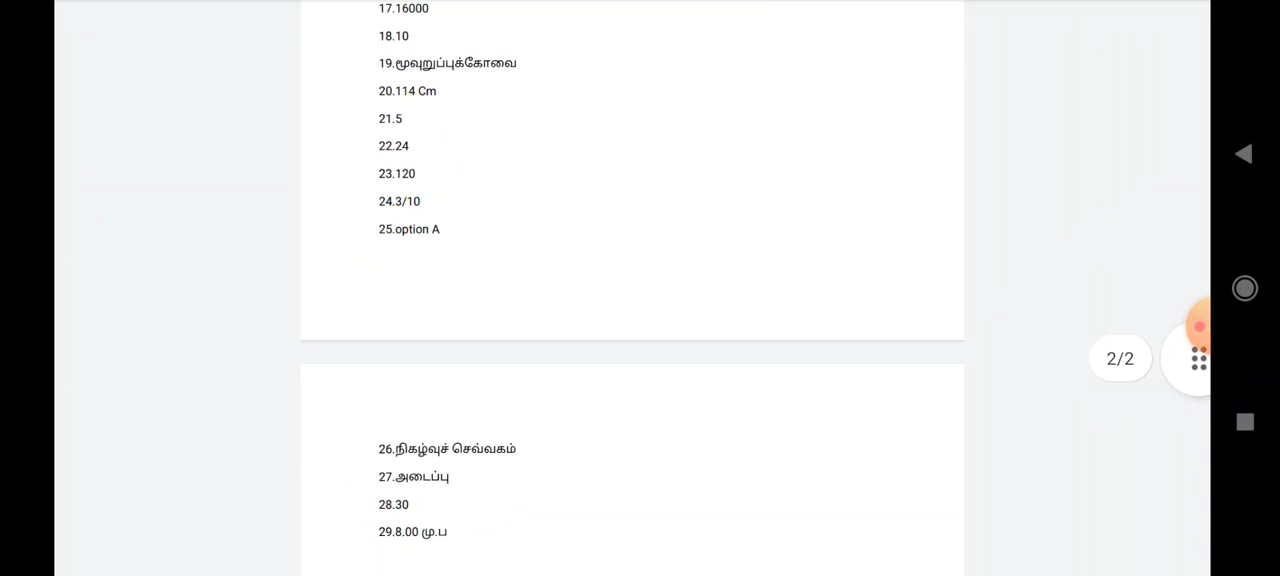 17.16000
18.10
19.மூவுறுப்புக்கோவை
20.114 Cm
21.5
22.24
23.120
24.3/10
25.option A
2/2
26.நிகழ்வுச் செவ்வகம்
27.அடைப்பு
28.30
29.8.00 மு.ப